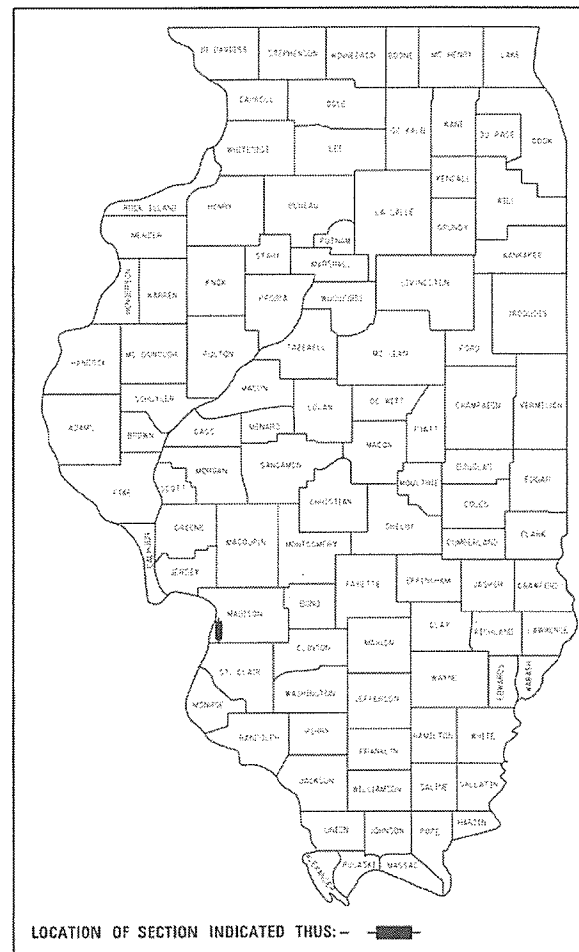 JO DAVIESS STEPHENSON WINNEBAGO BOONE MC HENRY LAKE
CARROLL OGLE DE KALB KANE DU PAGE COOK
WHITESIDE LEE KENDALL WILL
ROCK ISLAND HENRY BUREAU LA SALLE GRUNDY
MERCER PUTNAM KANKAKEE
STARK MARSHALL
HENDERSON WARREN KNOX PEORIA WOODFORD LIVINGSTON IROQUOIS
HANCOCK MC DONOUGH FULTON TAZEWELL MC LEAN FORD
SCHUYLER MASON LOGAN DE WITT CHAMPAIGN VERMILION
ADAMS BROWN CASS MENARD MACON PIATT
PIKE SCOTT MORGAN SANGAMON CHRISTIAN MOULTRIE DOUGLAS EDGAR
COLES
CALHOUN GREENE MACOUPIN MONTGOMERY SHELBY CUMBERLAND CLARK
JERSEY FAYETTE EFFINGHAM JASPER CRAWFORD
MADISON BOND CLAY RICHLAND LAWRENCE
CLINTON MARION
ST. CLAIR WAYNE EDWARDS WABASH
MONROE WASHINGTON JEFFERSON
RANDOLPH PERRY HAMILTON WHITE
FRANKLIN
JACKSON WILLIAMSON SALINE GALLATIN
UNION JOHNSON POPE HARDIN
ALEXANDER PULASKI MASSAC
LOCATION OF SECTION INDICATED THUS:-